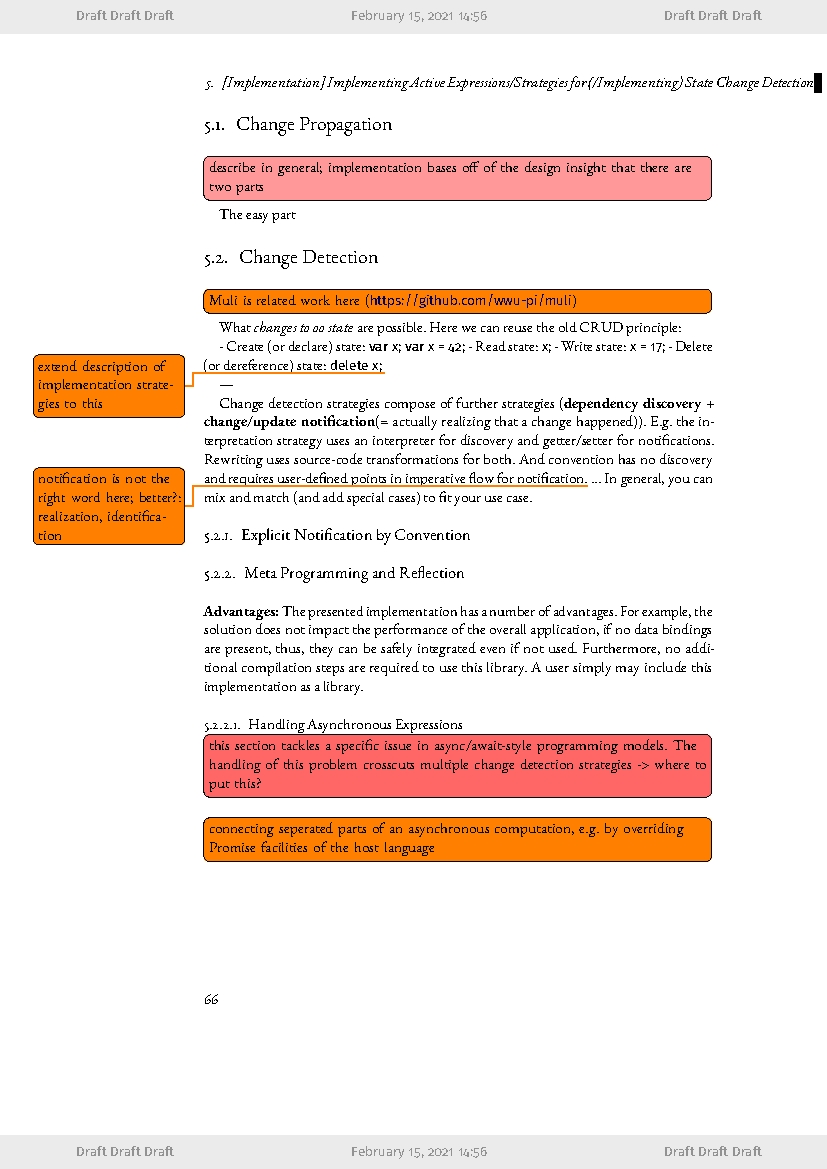 Draft Draft Draft February 15, 2021 14:56 Draft Draft Draft
5. [Implementation] Implementing Active Expressions/Strategies for (/Implementing) State Change Detection
5.1. Change Propagation
describe in general; implementation bases off of the design insight that there are
two parts
The easy part
5.2. Change Detection
Muli is related work here (https://github.com/wwu-pi/muli)
What changes to oo state are possible. Here we can reuse the old CRUD principle:
- Create (or declare) state: var x; var x = 42; - Read state: x; - Write state: x = 17; - Delete
(or dereference) state: delete x;
extend description of
implementation strate-
gies to this
—
Change detection strategies compose of further strategies (dependency discovery +
change/update notification(= actually realizing that a change happened)). E.g. the in-
terpretation strategy uses an interpreter for discovery and getter/setter for notifications.
Rewriting uses source-code transformations for both. And convention has no discovery
and requires user-defined points in imperative flow for notification. ... In general, you can
mix and match (and add special cases) to fit your use case.
notification is not the
right word here; better?:
realization, identifica-
tion
5.2.1. Explicit Notification by Convention
5.2.2. Meta Programming and Reflection
Advantages: The presented implementation has a number of advantages. For example, the
solution does not impact the performance of the overall application, if no data bindings
are present, thus, they can be safely integrated even if not used. Furthermore, no addi-
tional compilation steps are required to use this library. A user simply may include this
implementation as a library.
5.2.2.1. Handling Asynchronous Expressions
this section tackles a specific issue in async/await-style programming models. The
handling of this problem crosscuts multiple change detection strategies -> where to
put this?
connecting seperated parts of an asynchronous computation, e.g. by overriding
Promise facilities of the host language
66
Draft Draft Draft February 15, 2021 14:56 Draft Draft Draft